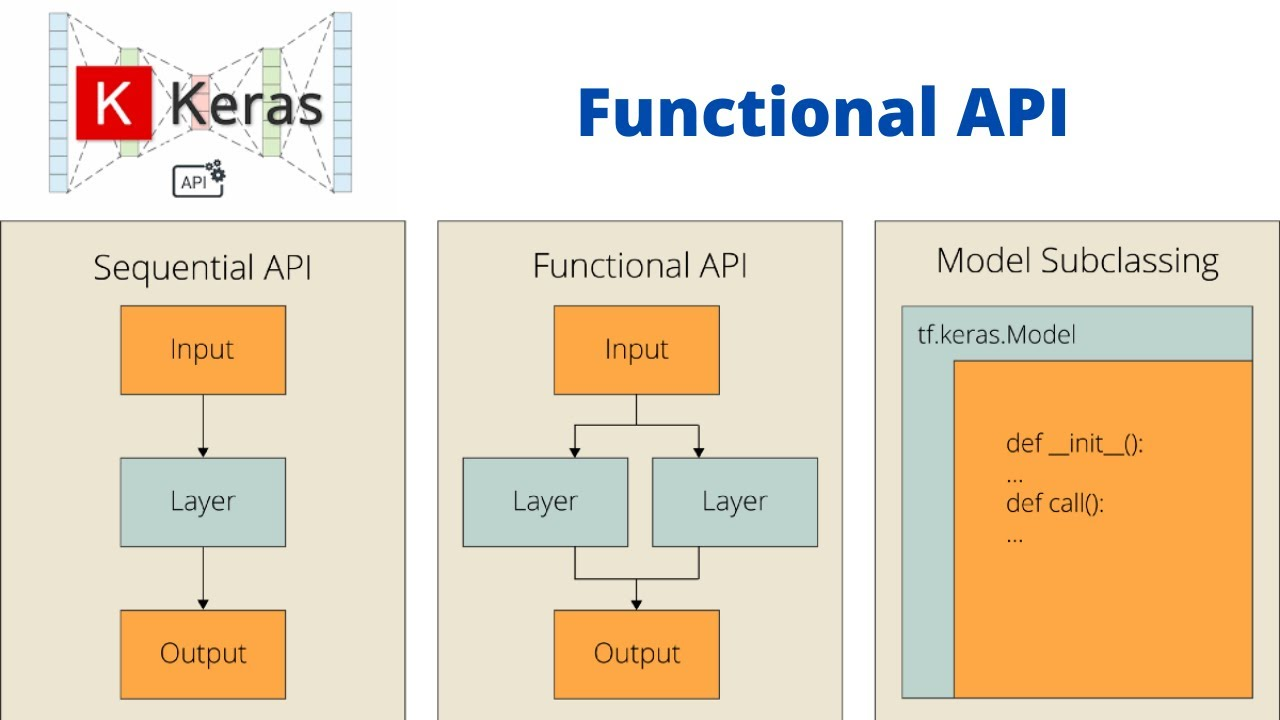 K Keras
API
Functional API
Sequential API
Input
Layer
Output
Functional API
Input
Layer Layer
Output
Model Subclassing
tf.keras.Model
def __init__():
...
def call():
...